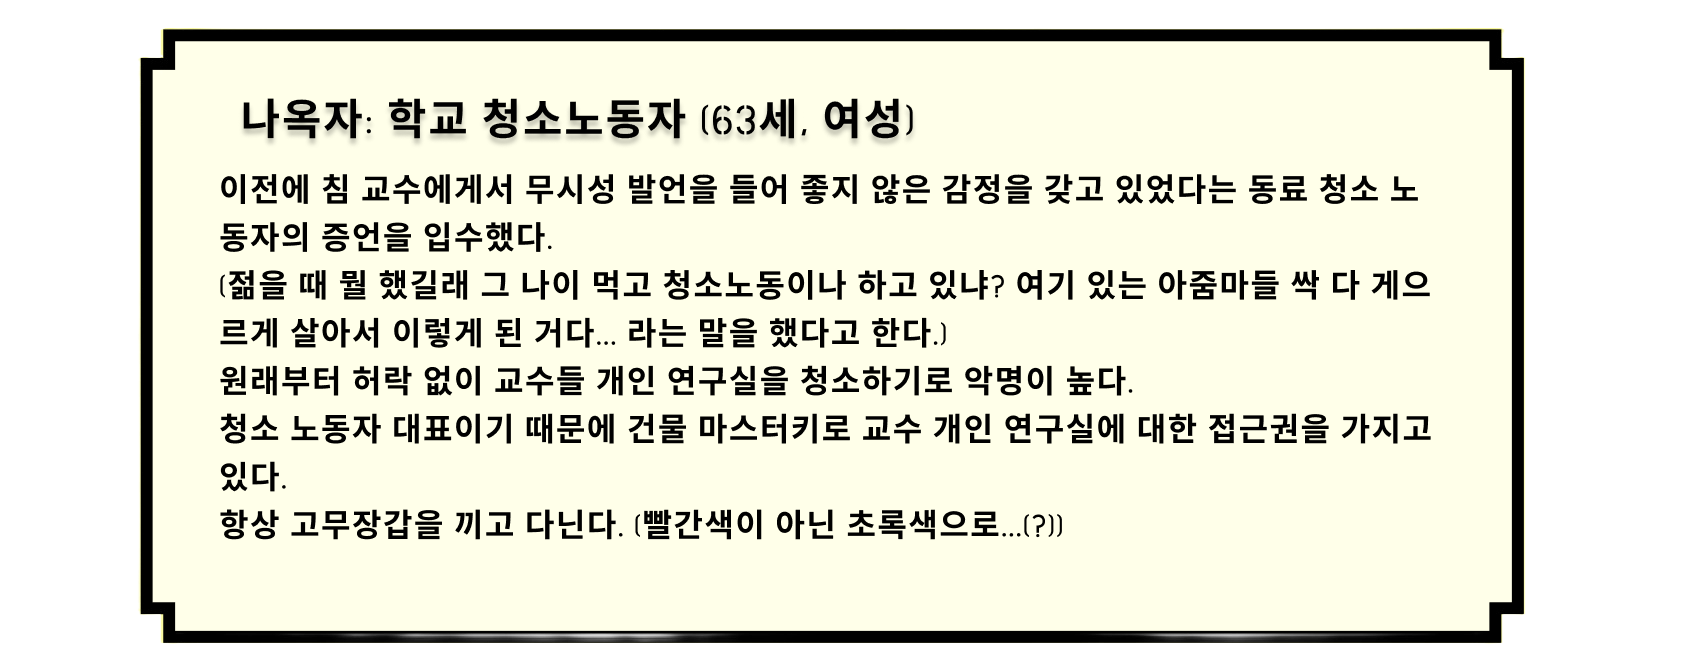 나옥자: 학교 청소노동자 (63세, 여성)
이전에 침 교수에게서 무시성 발언을 들어 좋지 않은 감정을 갖고 있었다는 동료 청소 노
동자의 증언을 입수했다.
(젊을 때 뭘 했길래 그 나이 먹고 청소노동이나 하고 있냐? 여기 있는 아줌마들 싹 다 게으
르게 살아서 이렇게 된 거다... 라는 말을 했다고 한다.)
원래부터 허락 없이 교수들 개인 연구실을 청소하기로 악명이 높다.
청소 노동자 대표이기 때문에 건물 마스터키로 교수 개인 연구실에 대한 접근권을 가지고
있다.
항상 고무장갑을 끼고 다닌다. (빨간색이 아닌 초록색으로...(?))